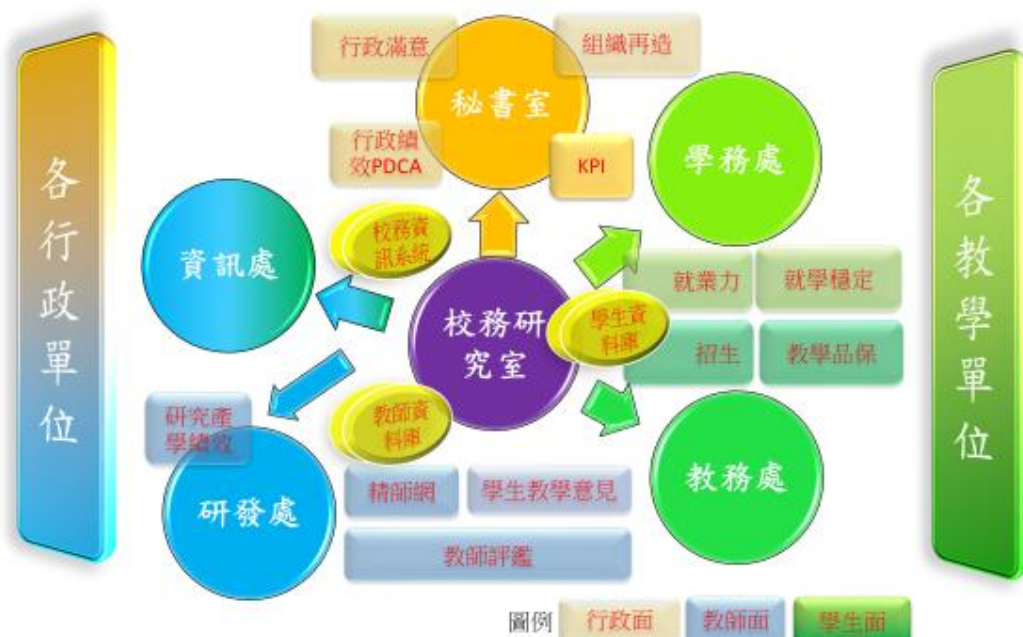 各行政單位
行政滿意
組織再造
秘書室
行政績
效PDCA
KPI
學務處
資訊處
校務資
訊系統
校務研
究室
學生資
料庫
就業力
就學穩定
招生
教學品保
研究產
學績效
教師資
料庫
研發處
精師網
學生教學意見
教師評鑑
教務處
各教學單位
圖例
行政面
教師面
學生面